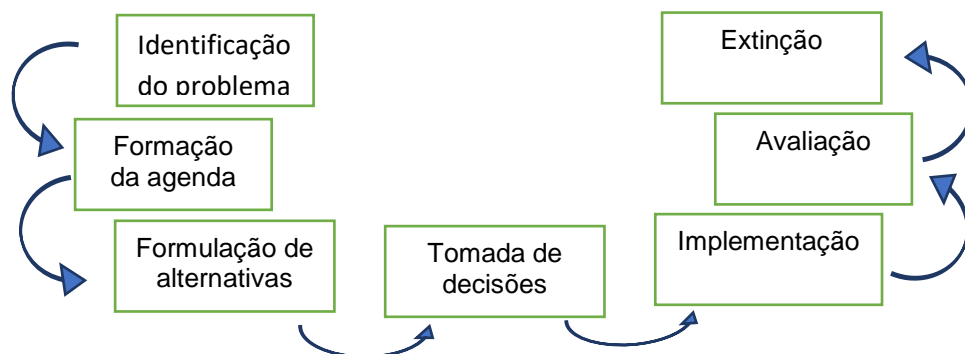 Identificação
do problema
Formação
da agenda
Formulação de
alternativas
Tomada de
decisões
Implementação
Avaliação
Extinção